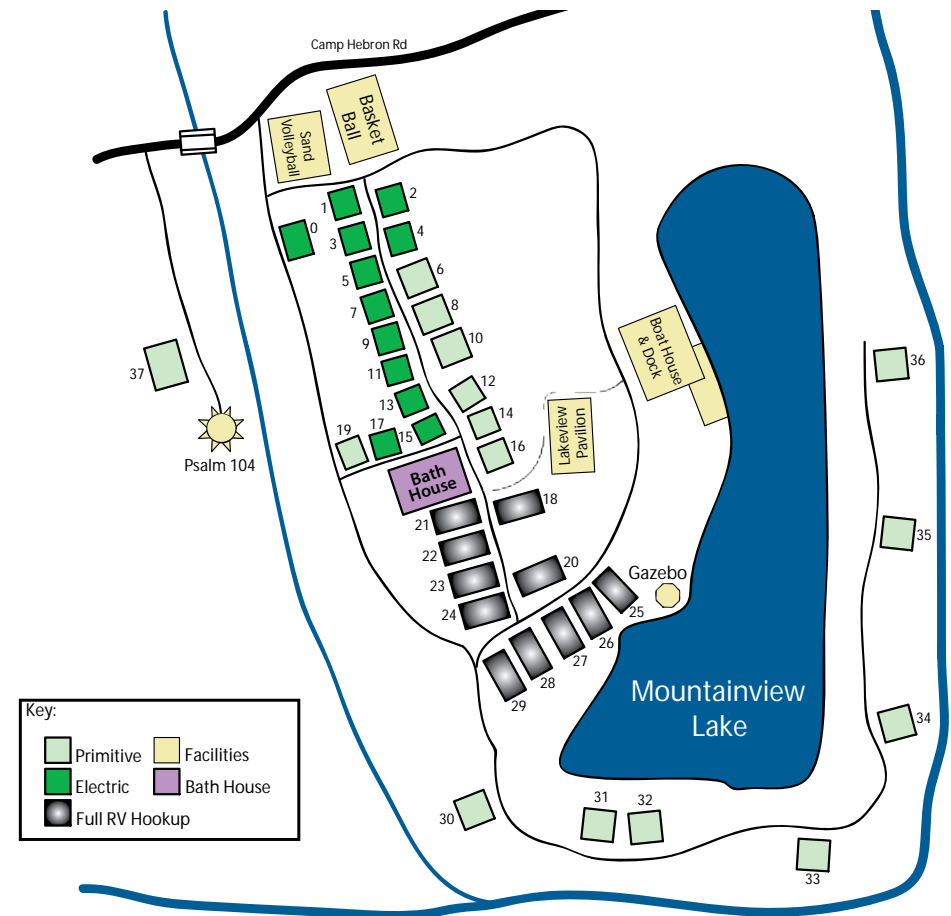 Camp Hebron Rd
Basket
Ball
Sand
Volleyball
1
2
0
3
4
5
6
7
8
9
10
11
12
13
14
15
16
17
19
37
Psalm 104
Boat House
& Dock
Lakeview
Pavilion
36
Bath
House
18
21
22
20
23
24
Gazebo
25
26
27
28
29
35
34
Mountainview
Lake
30
31
32
33
Key:
Primitive
Facilities
Electric
Bath House
Full RV Hookup